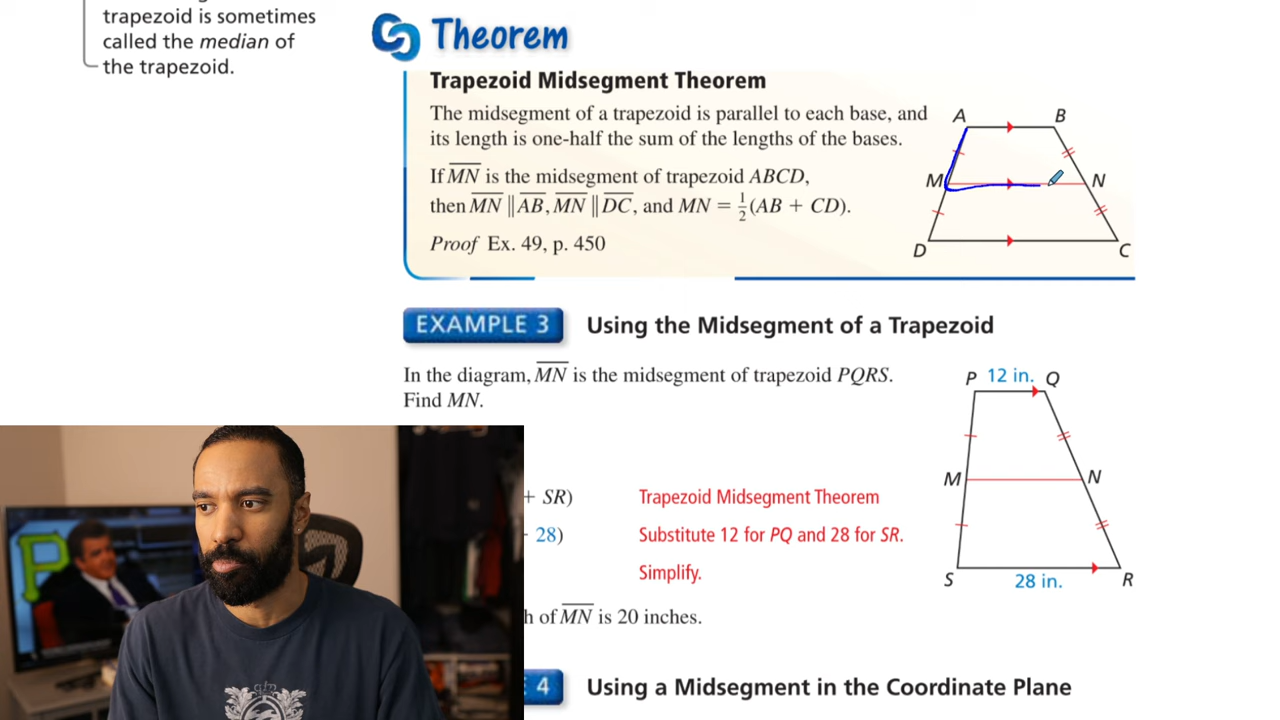 trapezoid is sometimes
called the median of
the trapezoid.
Theorem
Trapezoid Midsegment Theorem
The midsegment of a trapezoid is parallel to each base, and
its length is one-half the sum of the lengths of the bases.
If MN is the midsegment of trapezoid ABCD,
then MN ∥ AB, MN ∥ DC, and MN = 1/2(AB + CD).
Proof Ex. 49, p. 450
A B
M N
D C
EXAMPLE 3 Using the Midsegment of a Trapezoid
In the diagram, MN is the midsegment of trapezoid PQRS.
Find MN.
P 12 in. Q
M N
S 28 in. R
+ SR) Trapezoid Midsegment Theorem
28) Substitute 12 for PQ and 28 for SR.
Simplify.
h of MN is 20 inches.
4 Using a Midsegment in the Coordinate Plane
P